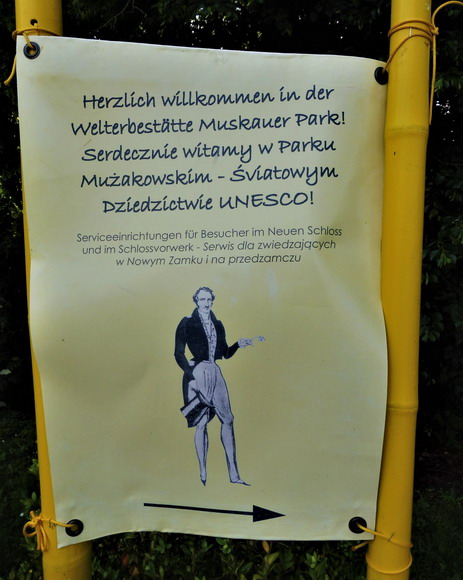 Herzlich willkommen in der
Welterbestätte Muskauer Park!
Serdecznie witamy w Parku
Mużakowskim - Światowym
Dziedzictwie UNESCO!
Serviceeinrichtungen für Besucher im Neuen Schloss
und im Schlossvorwerk - Serwis dla zwiedzających
w Nowym Zamku i na przedzamczu